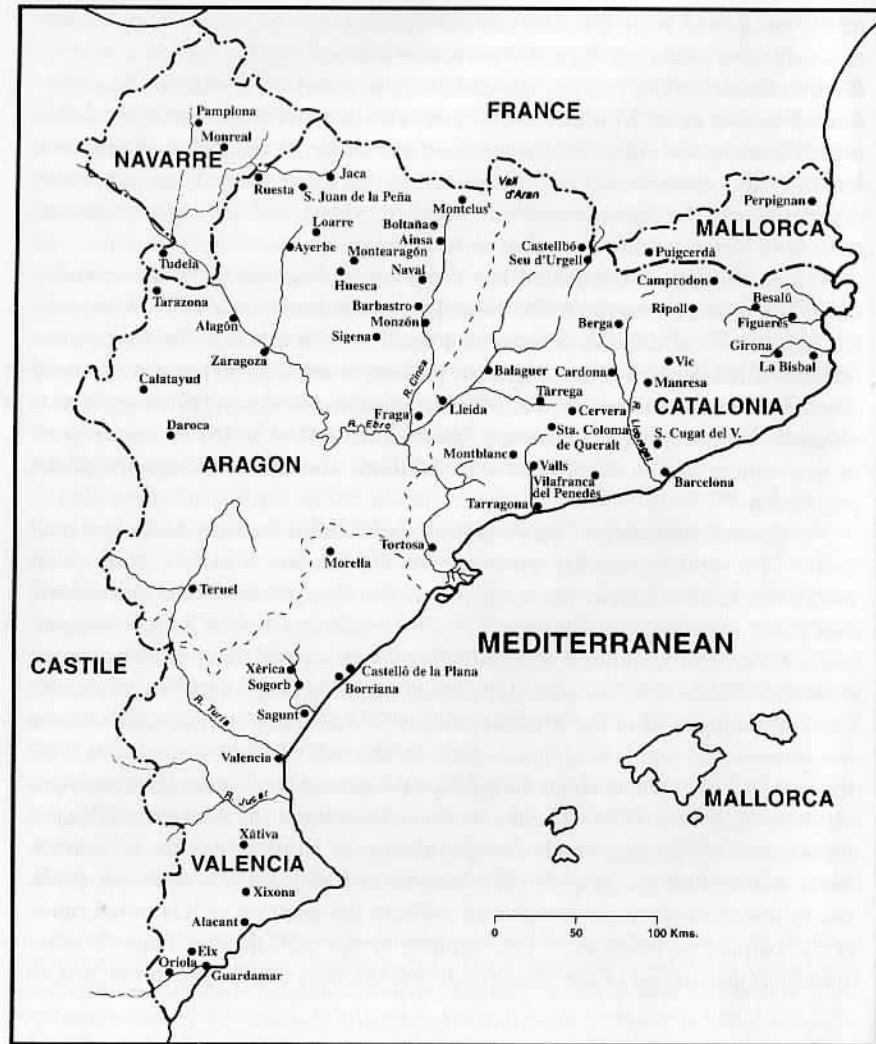 FRANCE
Pamplona
Monreal
NAVARRE
Ruesta
Jaca
S. Juan de la Peña
Vall
d'Aran
Montclus
Perpignan
MALLORCA
Loarre
Boltaña
Ainsa
Castellbó
Seu d'Urgell
Puigcerdà
Ayerbe
Montearagón
Naval
Huesca
Camprodon
Tudela
Tarazona
Barbastro
Monzón
Ripoll
Besalú
Figueres
Alagón
Sigena
Berga
Girona
La Bisbal
Zaragoza
Vic
Calatayud
R. Cinca
Balaguer
Cardona
Manresa
Tàrrega
Lleida
Cervera
CATALONIA
Daroca
R. Ebro
Fraga
R. Llobregat
Sta. Coloma
de Queralt
S. Cugat del V.
ARAGON
Montblanc
Valls
Vilafranca
del Penedès
Barcelona
Tarragona
Tortosa
Morella
Teruel
MEDITERRANEAN
CASTILE
Xèrica
Sogorb
Castelló de la Plana
Borriana
R. Turia
Sagunt
Valencia
MALLORCA
R. Júcar
Xàtiva
VALENCIA
Xixona
Alacant
0 50 100 Kms.
Elx
Oriola
Guardamar